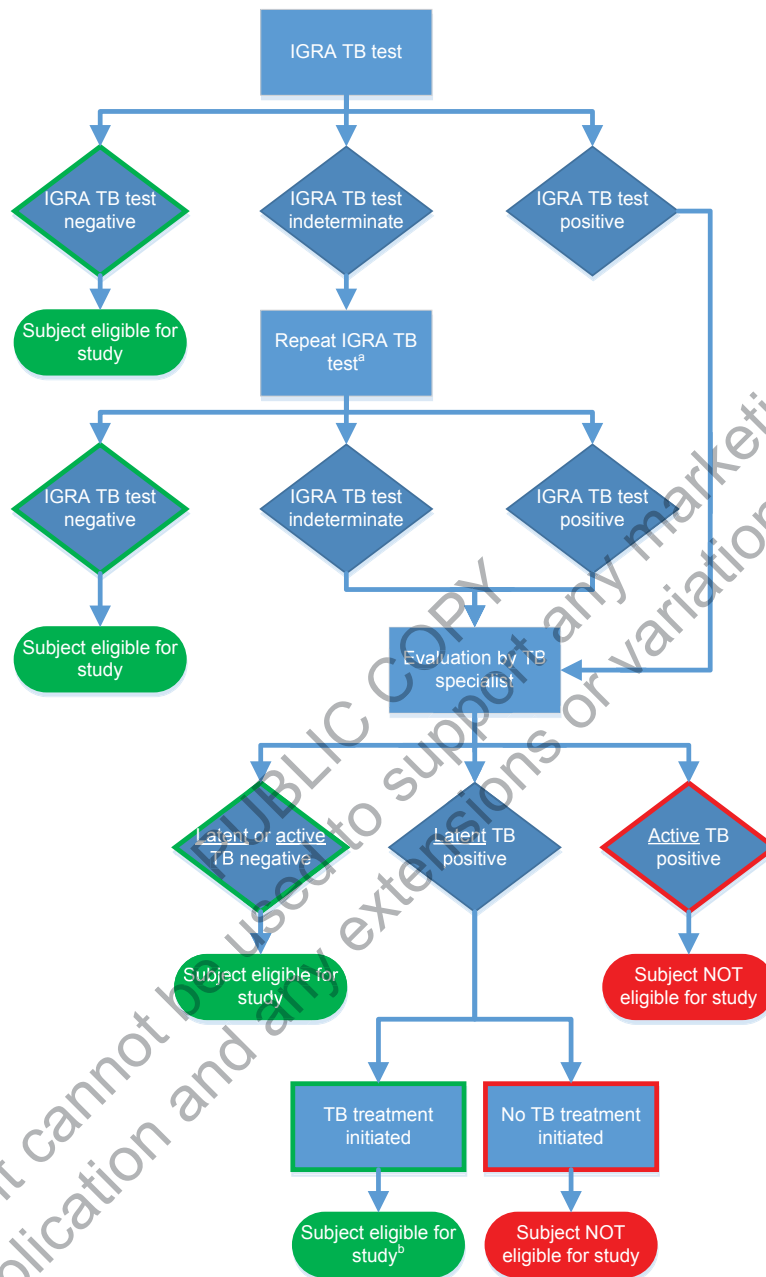 IGRA TB test
IGRA TB test
negative
IGRA TB test
indeterminate
IGRA TB test
positive
Subject eligible for
study
Repeat IGRA TB
testᵃ
IGRA TB test
negative
IGRA TB test
indeterminate
IGRA TB test
positive
Subject eligible for
study
Evaluation by TB
specialist
Latent or active
TB negative
Latent TB
positive
Active TB
positive
Subject eligible for
study
Subject NOT
eligible for study
TB treatment
initiated
No TB treatment
initiated
Subject eligible for
studyᵇ
Subject NOT
eligible for study
PUBLIC COPY
cannot be used to support any
and any extensions or